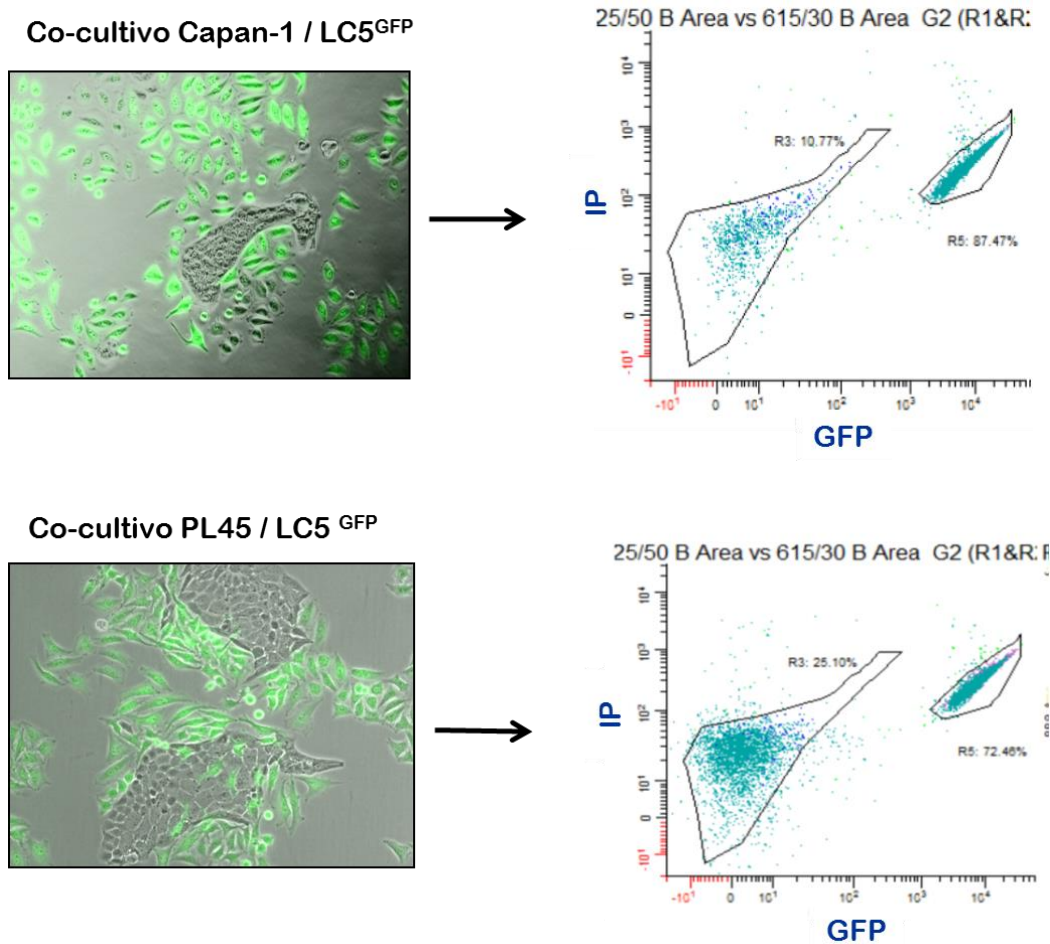 Co-cultivo Capan-1 / LC5GFP
25/50 B Area vs 615/30 B Area G2 (R1&R2
10⁴
10³
10²
10¹
0
-10¹
IP
R3: 10.77%
R5: 87.47%
-10¹ 0 10¹ 10² 10³ 10⁴
GFP
Co-cultivo PL45 / LC5 GFP
25/50 B Area vs 615/30 B Area G2 (R1&R2
10⁴
10³
10²
10¹
0
-10¹
IP
R3: 25.10%
R5: 72.46%
-10¹ 0 10¹ 10² 10³ 10⁴
GFP